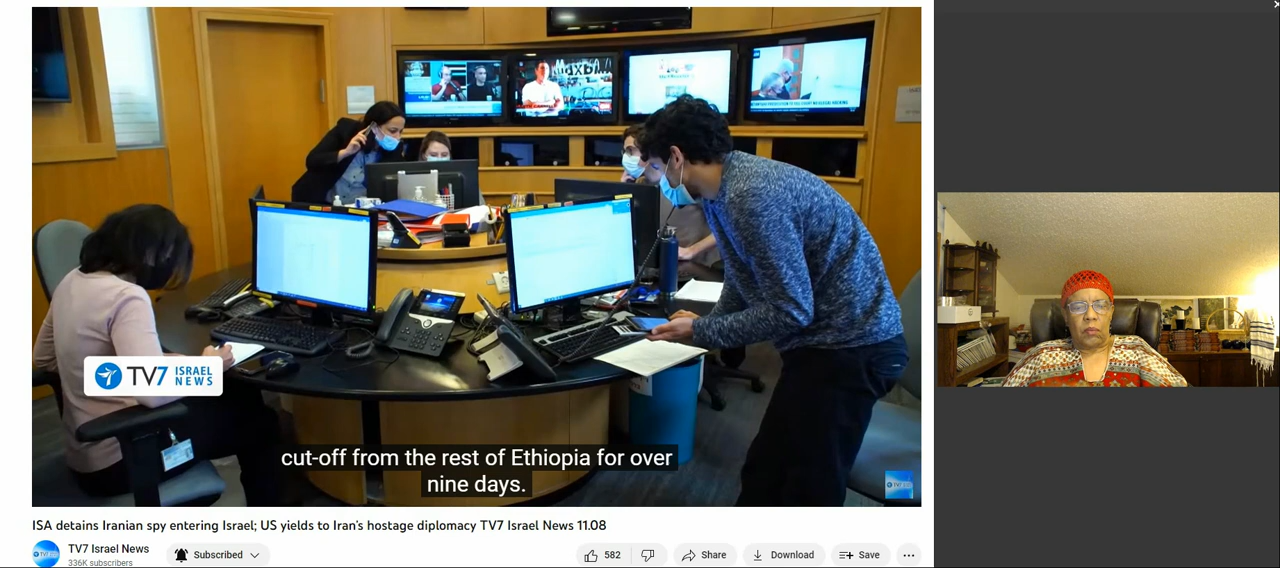 TV7 ISRAEL
NEWS
cut-off from the rest of Ethiopia for over
nine days.
ISA detains Iranian spy entering Israel; US yields to Iran's hostage diplomacy TV7 Israel News 11.08
TV7 Israel News
336K subscribers
Subscribed
582
Share
Download
Save